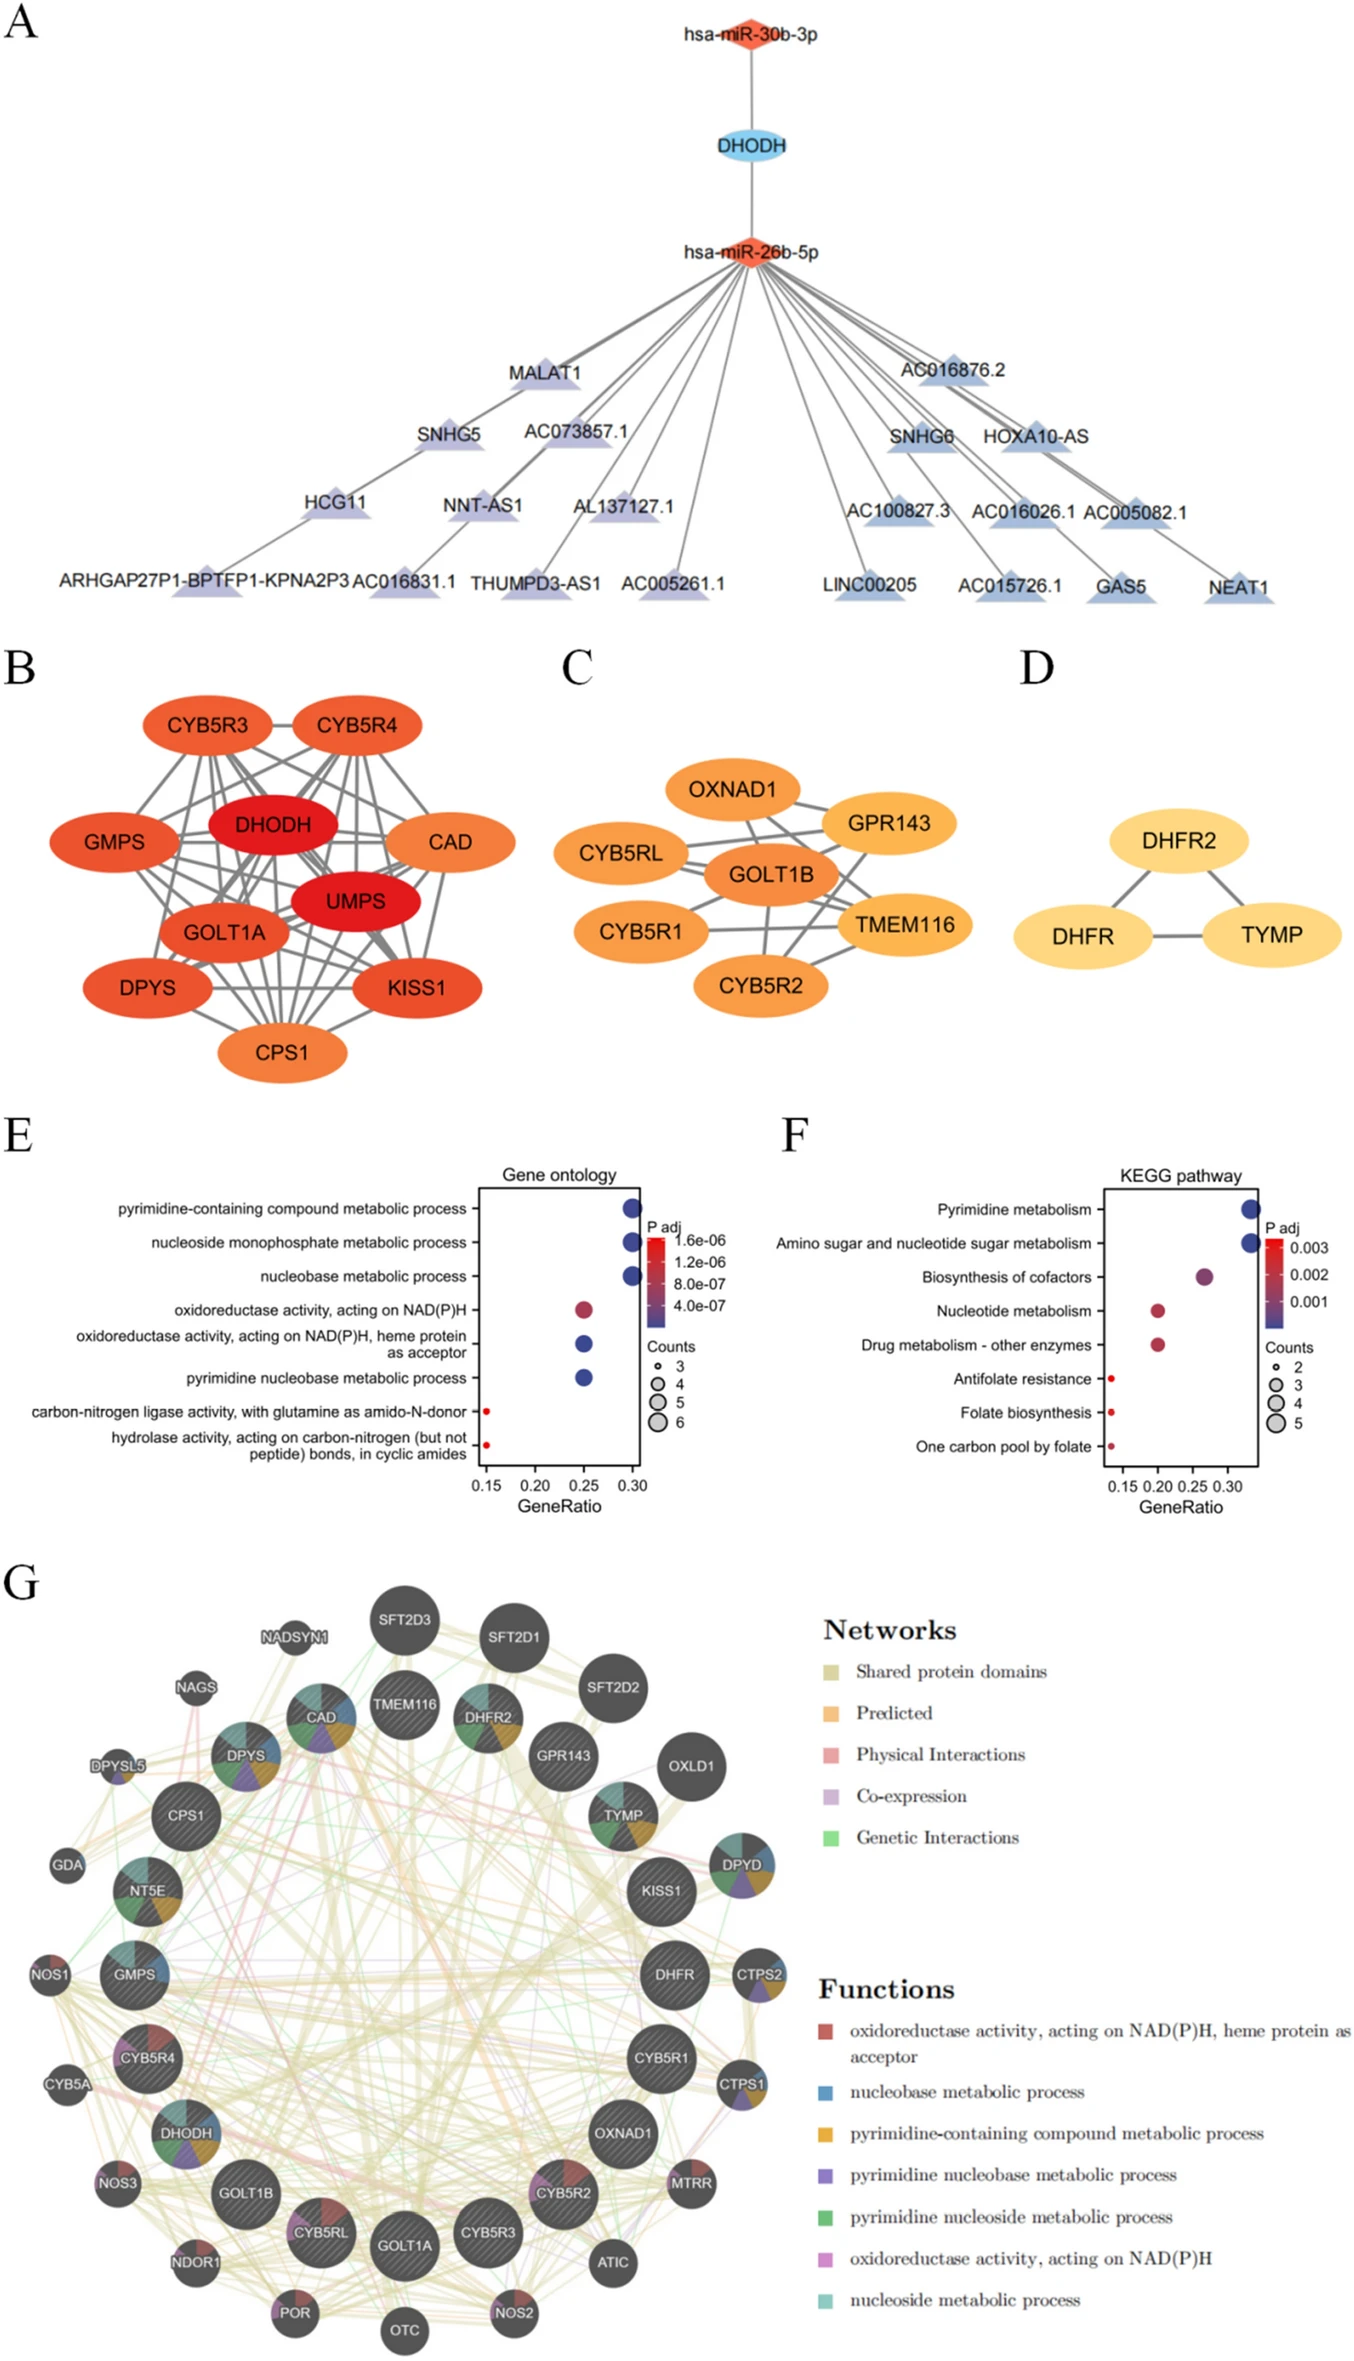 A
hsa-miR-30b-3p
DHODH
hsa-miR-26b-5p
MALAT1
AC016876.2
SNHG5
AC073857.1
SNHG6
HOXA10-AS
HCG11
NNT-AS1
AL137127.1
AC100827.3
AC016026.1
AC005082.1
ARHGAP27P1-BPTFP1-KPNA2P3
AC016831.1
THUMPD3-AS1
AC005261.1
LINC00205
AC015726.1
GAS5
NEAT1
B
CYB5R3
CYB5R4
GMPS
DHODH
CAD
UMPS
GOLT1A
DPYS
KISS1
CPS1
C
OXNAD1
GPR143
CYB5RL
GOLT1B
CYB5R1
TMEM116
CYB5R2
D
DHFR2
DHFR
TYMP
E
Gene ontology
pyrimidine-containing compound metabolic process
nucleoside monophosphate metabolic process
nucleobase metabolic process
oxidoreductase activity, acting on NAD(P)H
oxidoreductase activity, acting on NAD(P)H, heme protein
as acceptor
pyrimidine nucleobase metabolic process
carbon-nitrogen ligase activity, with glutamine as amido-N-donor
hydrolase activity, acting on carbon-nitrogen (but not
peptide) bonds, in cyclic amides
0.15 0.20 0.25 0.30
GeneRatio
P adj
1.6e-06
1.2e-06
8.0e-07
4.0e-07
Counts
3
4
5
6
F
KEGG pathway
Pyrimidine metabolism
Amino sugar and nucleotide sugar metabolism
Biosynthesis of cofactors
Nucleotide metabolism
Drug metabolism - other enzymes
Antifolate resistance
Folate biosynthesis
One carbon pool by folate
0.15 0.20 0.25 0.30
GeneRatio
P adj
0.003
0.002
0.001
Counts
2
3
4
5
G
SFT2D3
NADSYN1
SFT2D1
NAGS
SFT2D2
TMEM116
CAD
DHFR2
DPYS
GPR143
DPYSL5
OXLD1
CPS1
TYMP
GDA
DPYD
NT5E
KISS1
NOS1
GMPS
DHFR
CTPS2
CYB5R4
CYB5R1
CYB5A
CTPS1
DHODH
OXNAD1
NOS3
GOLT1B
CYB5R2
MTRR
CYB5RL
GOLT1A
CYB5R3
NDOR1
ATIC
POR
NOS2
OTC
Networks
Shared protein domains
Predicted
Physical Interactions
Co-expression
Genetic Interactions
Functions
oxidoreductase activity, acting on NAD(P)H, heme protein as
acceptor
nucleobase metabolic process
pyrimidine-containing compound metabolic process
pyrimidine nucleobase metabolic process
pyrimidine nucleoside metabolic process
oxidoreductase activity, acting on NAD(P)H
nucleoside metabolic process